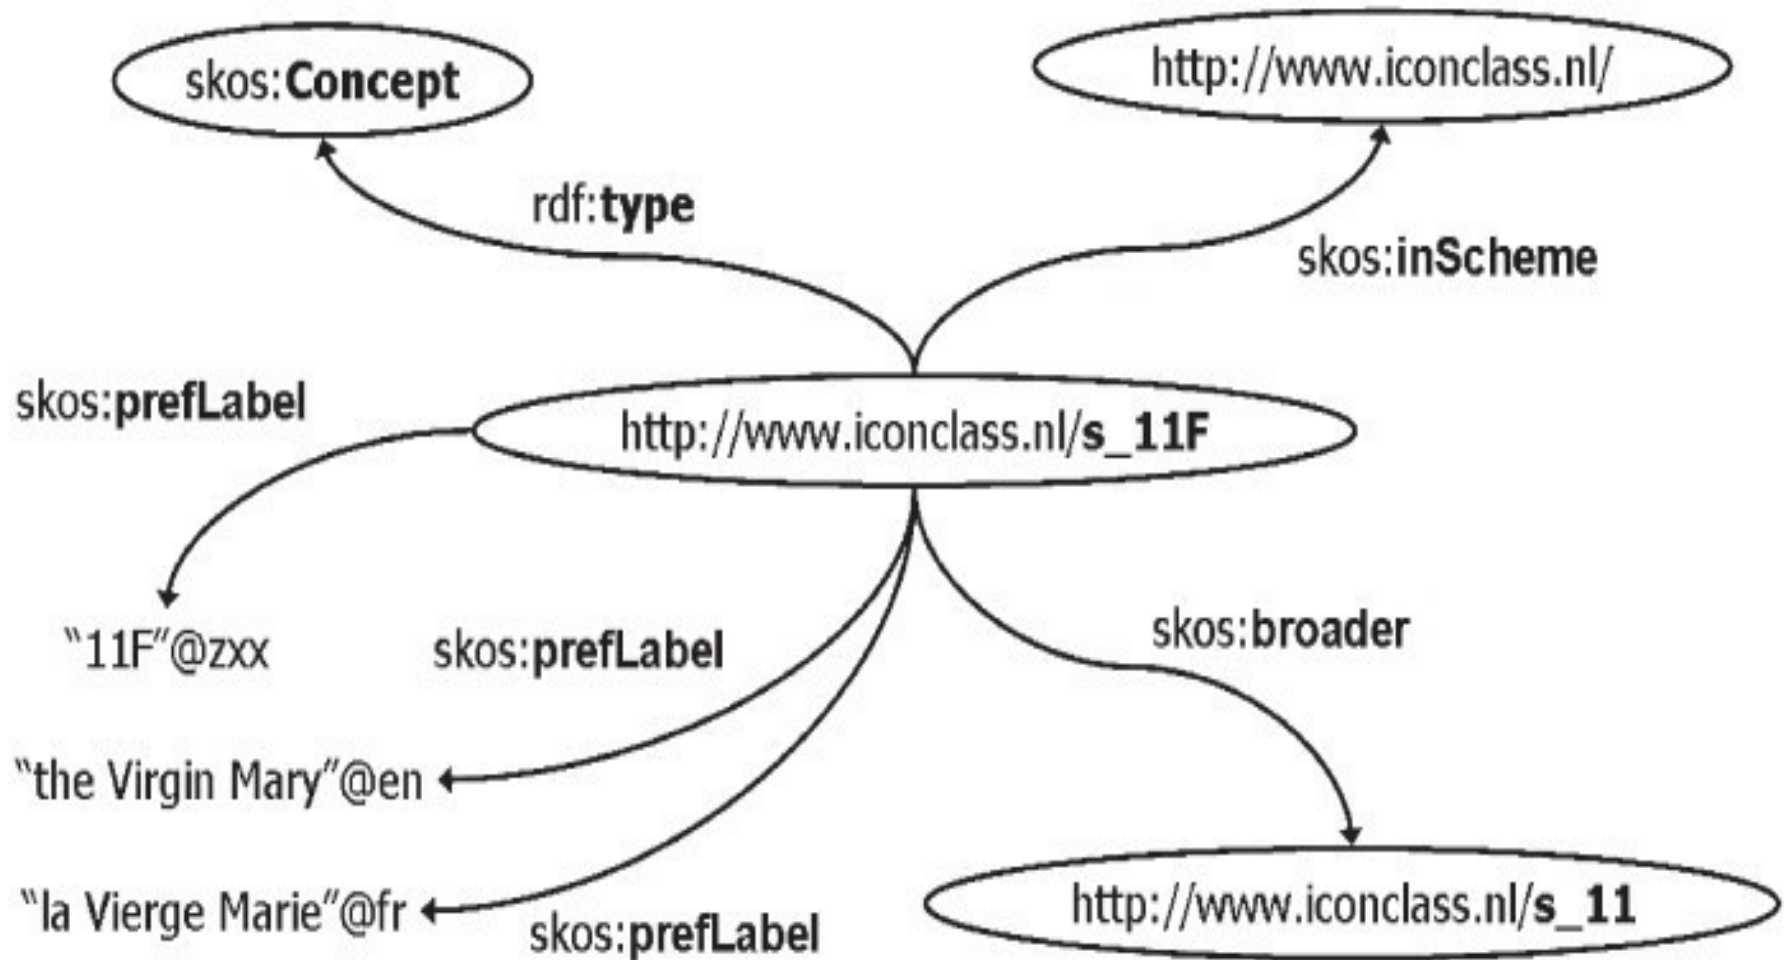 skos:Concept
http://www.iconclass.nl/
rdf:type
skos:inScheme
skos:prefLabel
http://www.iconclass.nl/s_11F
"11F"@zxx
skos:prefLabel
skos:broader
"the Virgin Mary"@en
"la Vierge Marie"@fr
skos:prefLabel
http://www.iconclass.nl/s_11